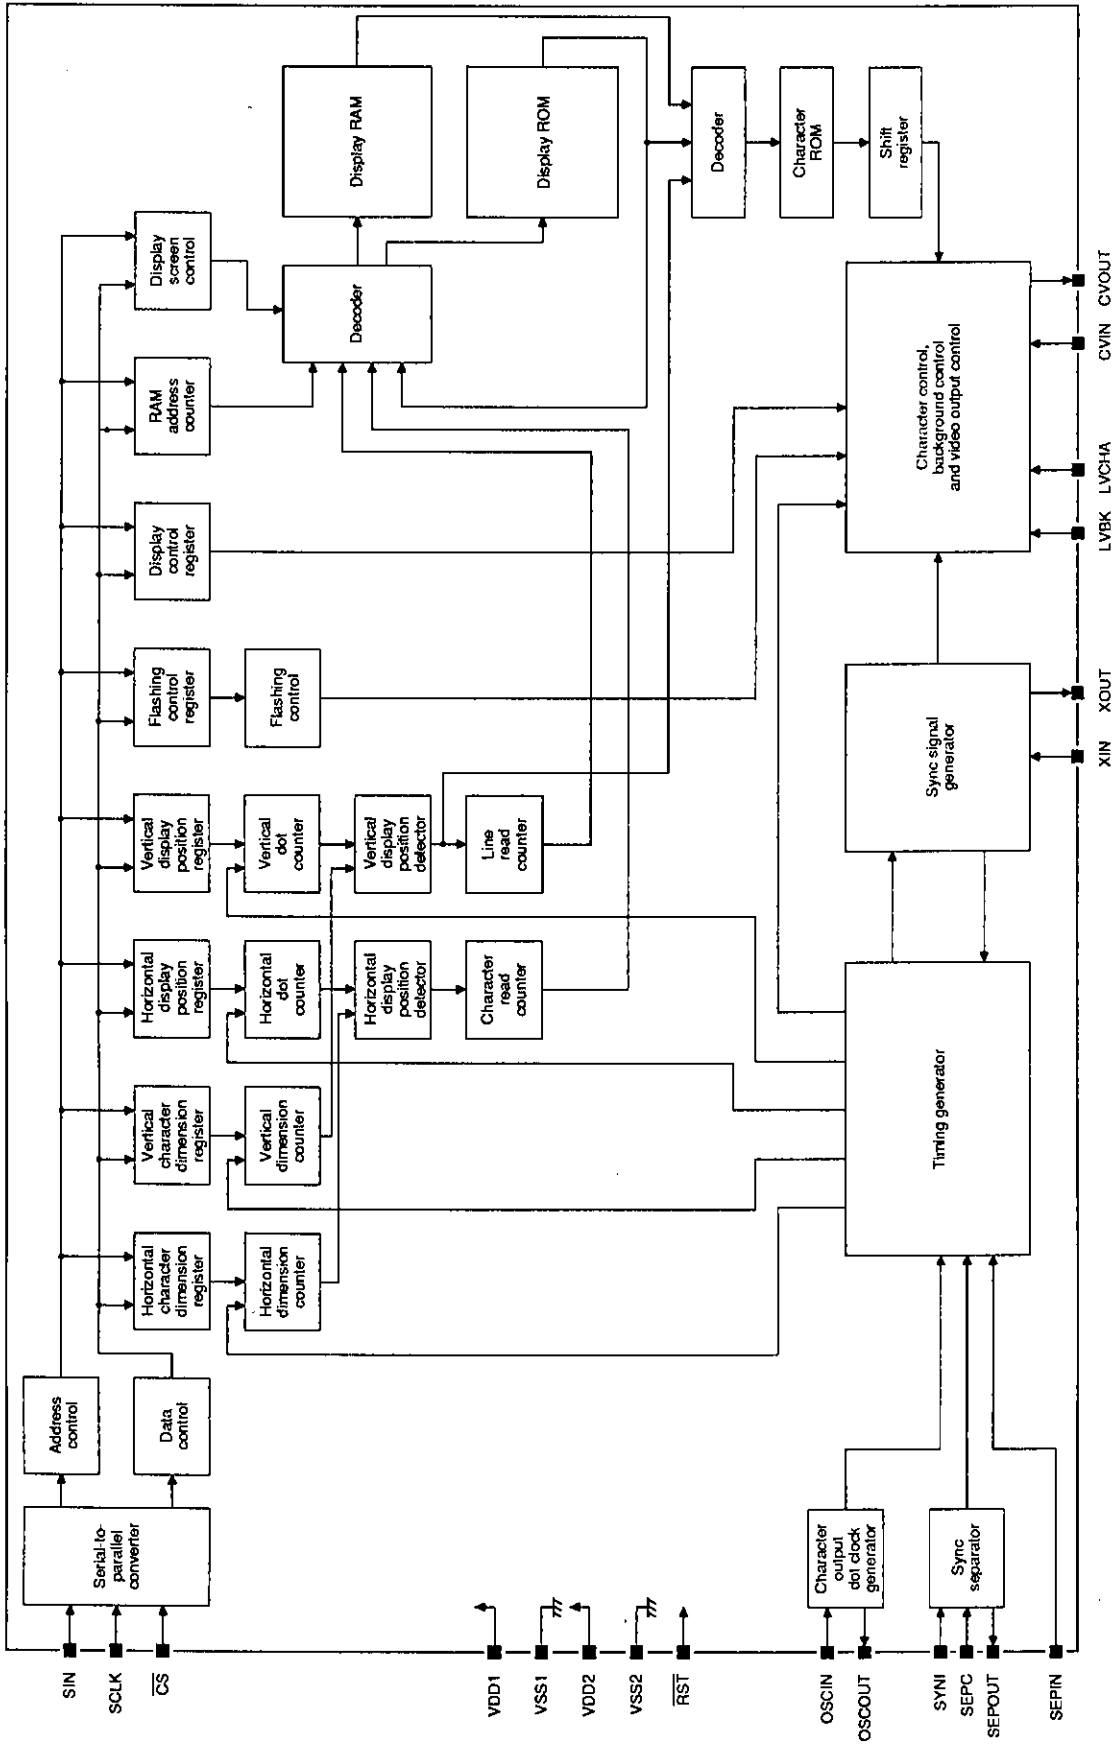 SIN
SCLK
CS
VDD1
VSS1
VDD2
VSS2
RST
OSCIN
OSCOUT
SYNI
SEPC
SEPOUT
SEPIN
Serial-to-
parallel
converter
Address
control
Data
control
Character
output
dot clock
generator
Sync
separator
Horizontal
character
dimension
register
Vertical
character
dimension
register
Horizontal
display
position
register
Vertical
display
position
register
Flashing
control
register
Display
control
register
RAM
address
counter
Display
screen
control
Horizontal
dimension
counter
Vertical
dimension
counter
Horizontal
dot
counter
Vertical
dot
counter
Flashing
control
Decoder
Display RAM
Horizontal
display
position
detector
Vertical
display
position
detector
Character
read
counter
Line
read
counter
Display ROM
Decoder
Character
ROM
Shift
register
Timing generator
Sync signal
generator
Character control,
background control
and video output control
XIN
XOUT
LVBK
LVCHA
CVIN
CVOUT